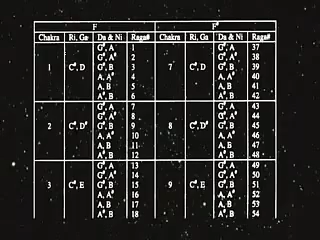 F F#
Chakra Ri, Ga Da & Ni Raga# Chakra Ri, Ga Da & Ni Raga#
G#, A 1 G#, A 37
G#, A# 2 G#, A# 38
G#, B 3 G#, B 39
1 C#, D A, A# 4 7 C#, D A, A# 40
A, B 5 A, B 41
A#, B 6 A#, B 42
G#, A 7 G#, A 43
G#, A# 8 G#, A# 44
G#, B 9 G#, B 45
2 C#, D# A, A# 10 8 C#, D# A, A# 46
A, B 11 A, B 47
A#, B 12 A#, B 48
G#, A 13 G#, A 49
G#, A# 14 G#, A# 50
3 C#, E G#, B 15 9 C#, E G#, B 51
A, A# 16 A, A# 52
A, B 17 A, B 53
A#, B 18 A#, B 54